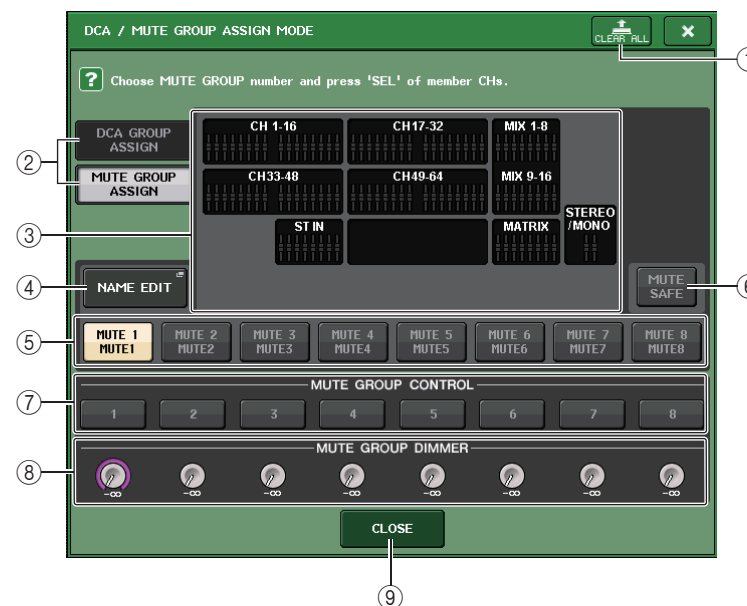 DCA / MUTE GROUP ASSIGN MODE
CLEAR ALL
×
? Choose MUTE GROUP number and press 'SEL' of member CHs.
DCA GROUP ASSIGN
MUTE GROUP ASSIGN
CH 1-16
CH17-32
MIX 1-8
CH33-48
CH49-64
MIX 9-16
ST IN
MATRIX
STEREO /MONO
NAME EDIT
MUTE SAFE
MUTE 1 MUTE1
MUTE 2 MUTE2
MUTE 3 MUTE3
MUTE 4 MUTE4
MUTE 5 MUTE5
MUTE 6 MUTE6
MUTE 7 MUTE7
MUTE 8 MUTE8
MUTE GROUP CONTROL
1 2 3 4 5 6 7 8
MUTE GROUP DIMMER
-∞ -∞ -∞ -∞ -∞ -∞ -∞ -∞
CLOSE
②
③
④
⑤
⑦
⑧
⑨